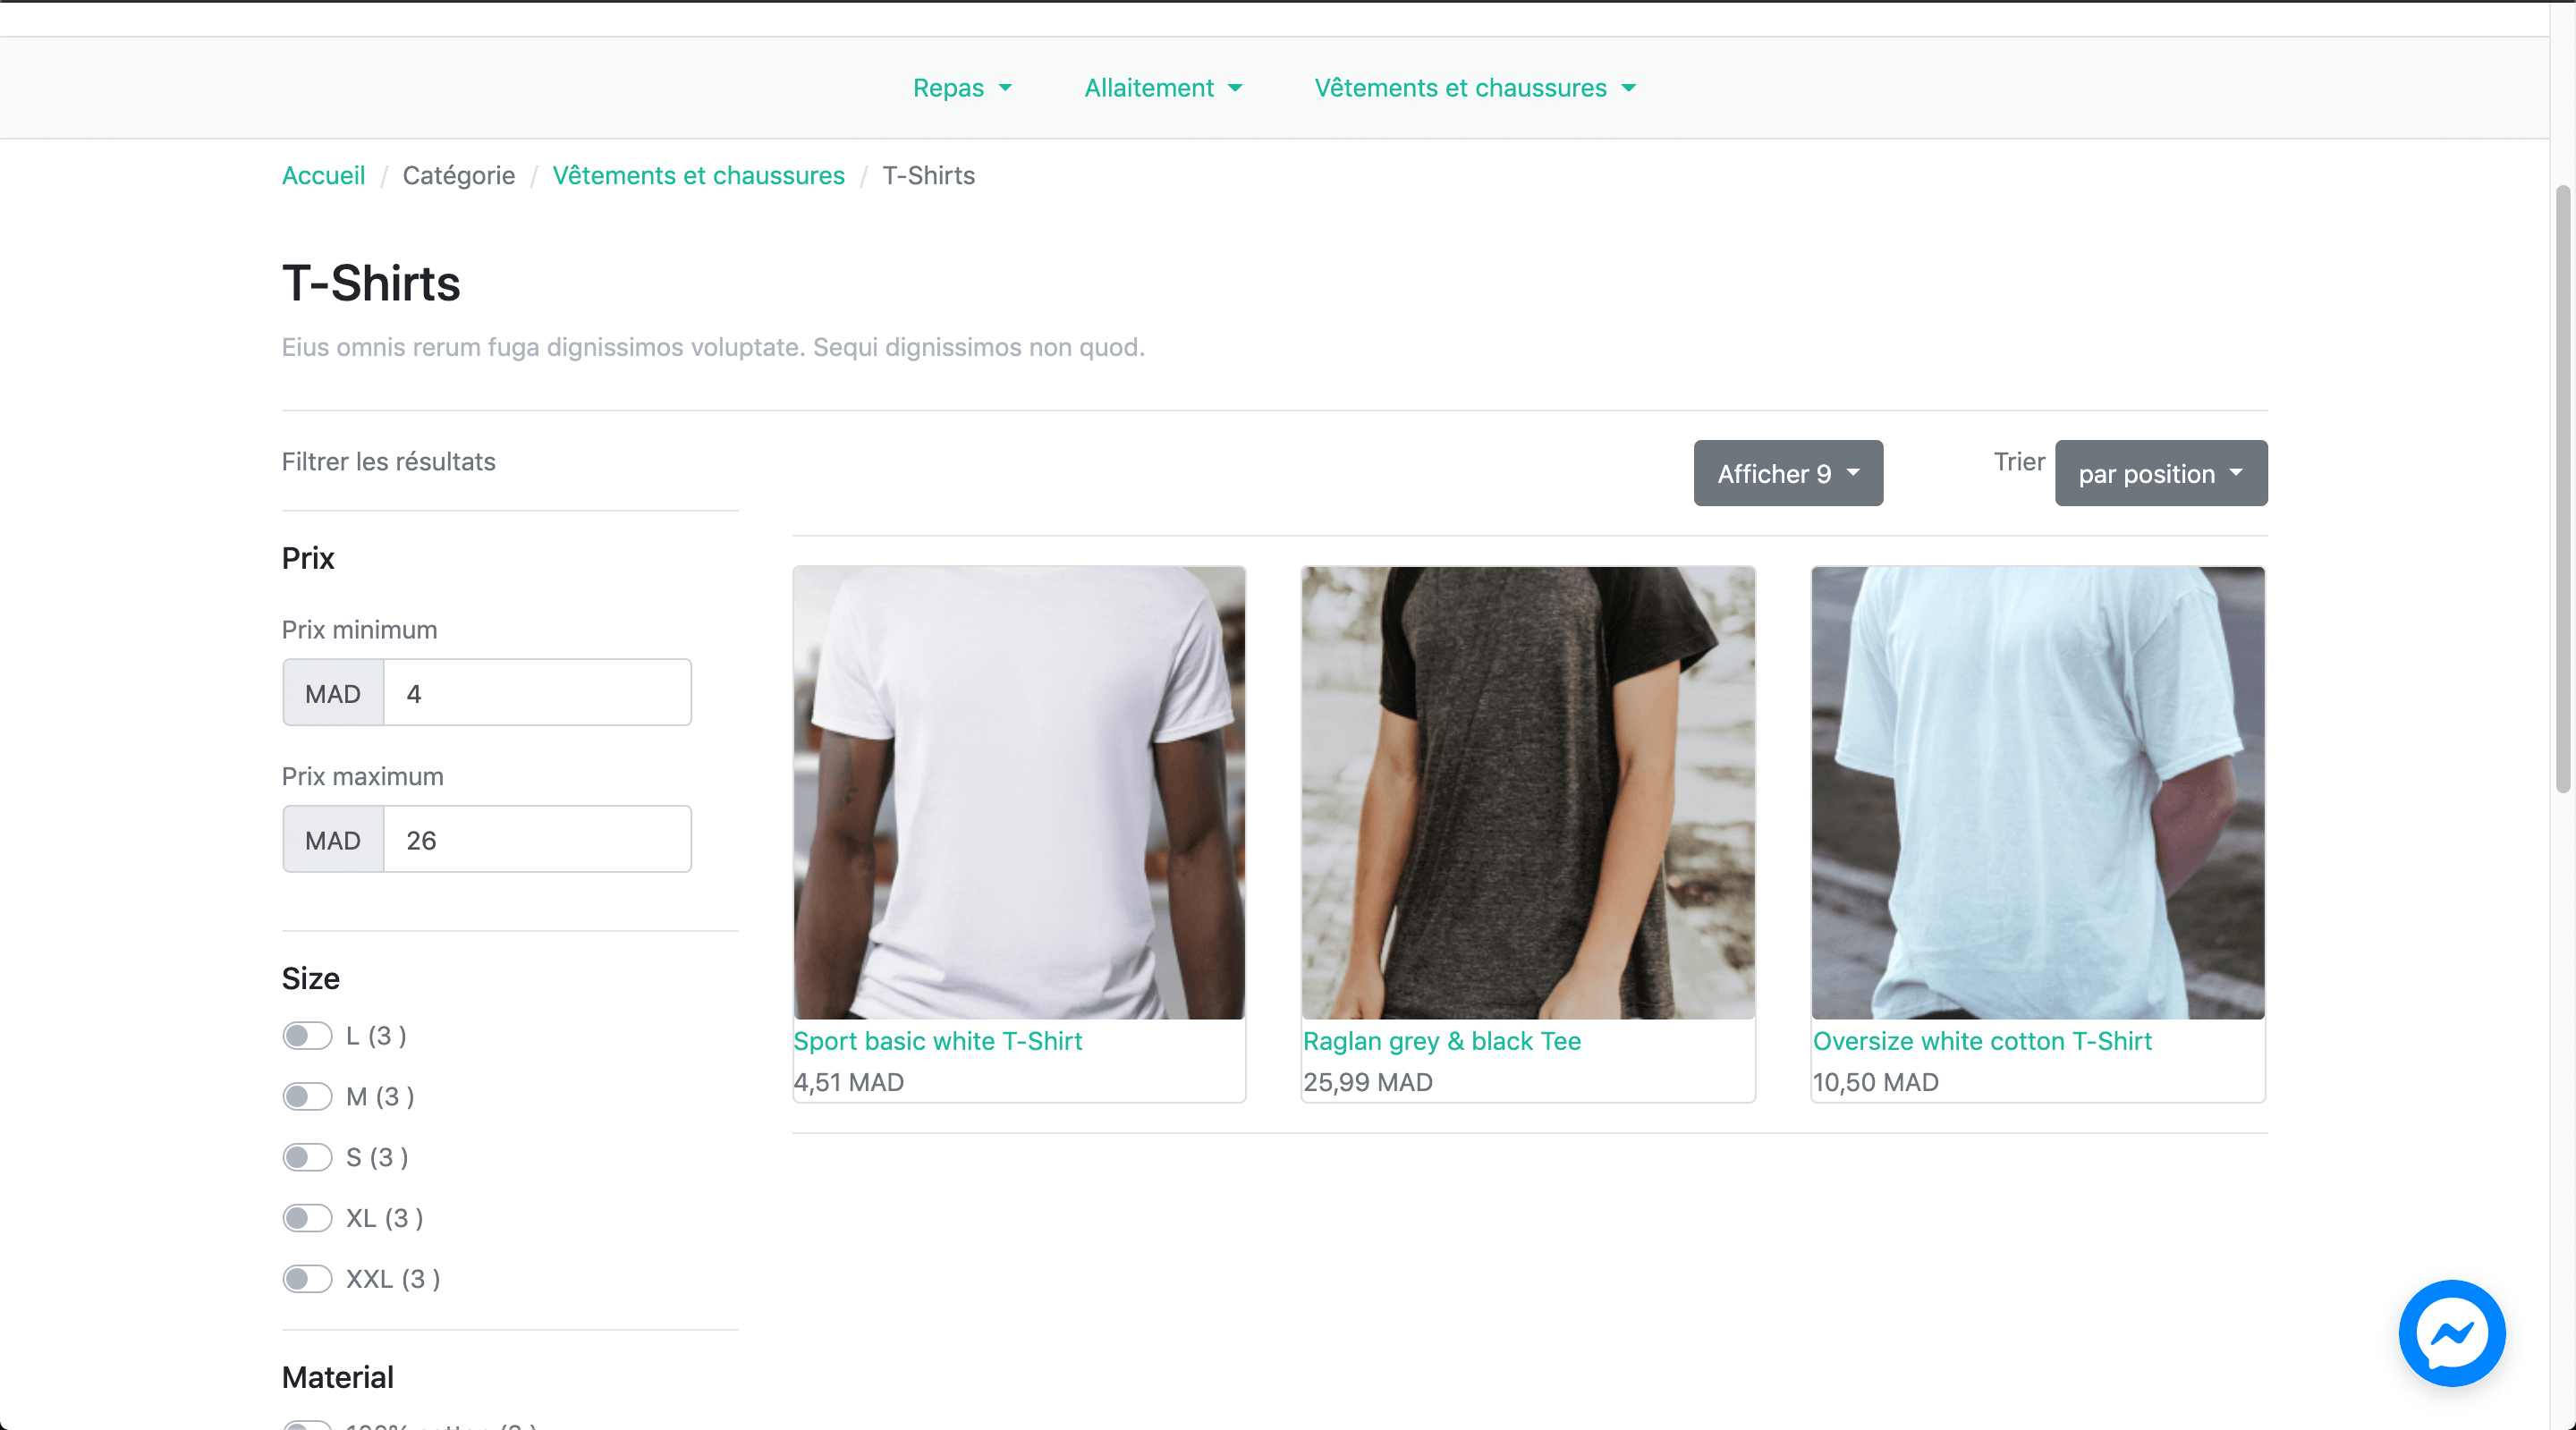 Repas Allaitement Vêtements et chaussures
Accueil / Catégorie / Vêtements et chaussures / T-Shirts
T-Shirts
Eius omnis rerum fuga dignissimos voluptate. Sequi dignissimos non quod.
Filtrer les résultats
Afficher 9
Trier par position
Prix
Prix minimum
MAD 4
Prix maximum
MAD 26
Size
L (3 )
M (3 )
S (3 )
XL (3 )
XXL (3 )
Material
Sport basic white T-Shirt
4,51 MAD
Raglan grey & black Tee
25,99 MAD
Oversize white cotton T-Shirt
10,50 MAD